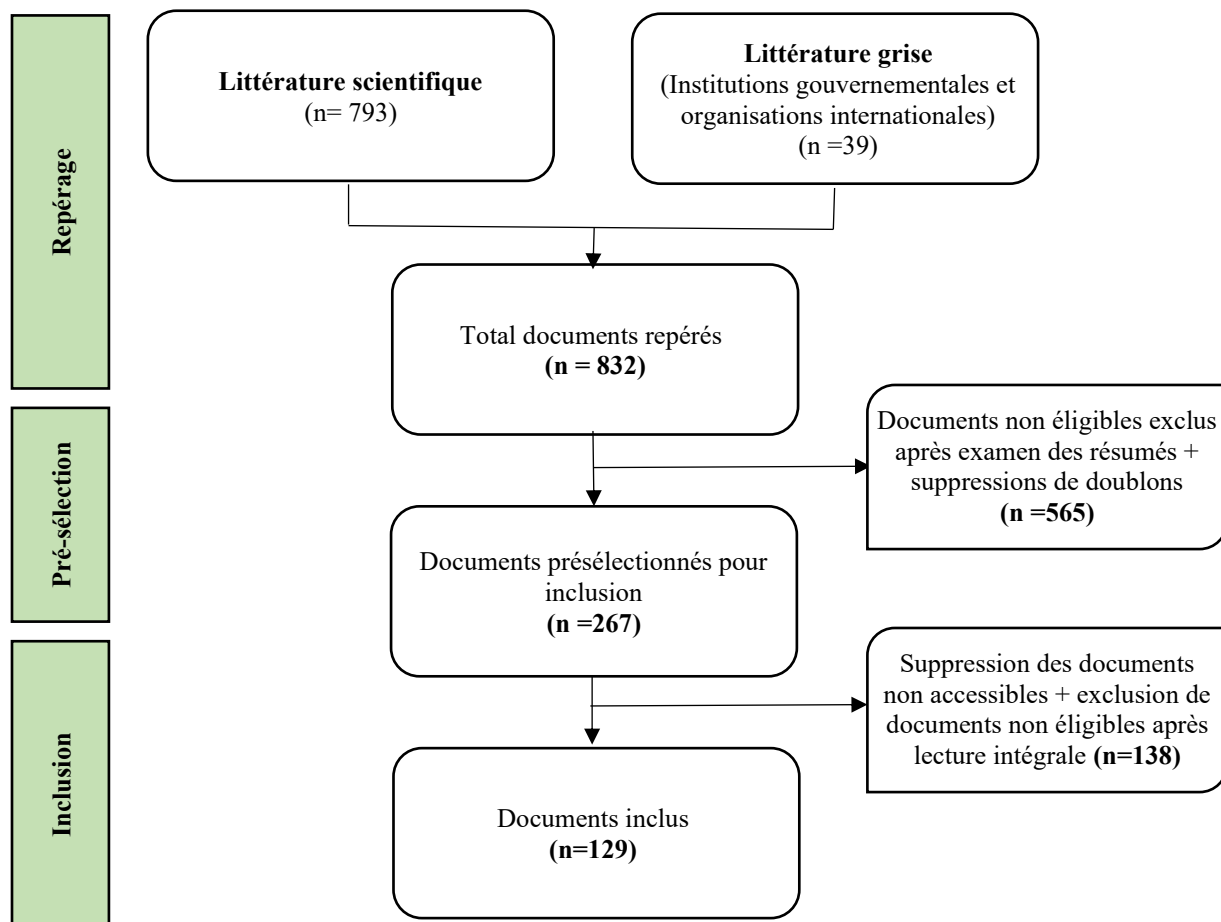 Repérage
Littérature scientifique
(n= 793)
Littérature grise
(Institutions gouvernementales et
organisations internationales)
(n =39)
Total documents repérés
(n = 832)
Pré-sélection
Documents non éligibles exclus
après examen des résumés +
suppressions de doublons
(n =565)
Documents présélectionnés pour
inclusion
(n =267)
Inclusion
Suppression des documents
non accessibles + exclusion de
documents non éligibles après
lecture intégrale (n=138)
Documents inclus
(n=129)